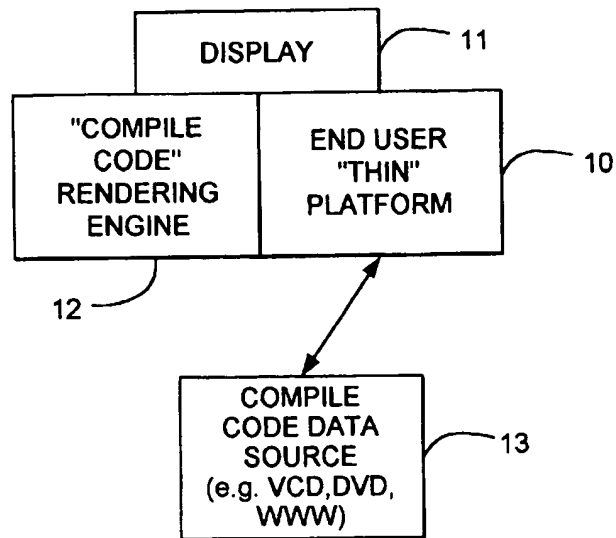 DISPLAY
11
"COMPILE
CODE"
RENDERING
ENGINE
END USER
"THIN"
PLATFORM
10
12
COMPILE
CODE DATA
SOURCE
(e.g. VCD,DVD,
WWW)
13